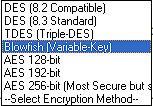 DES (8.2 Compatible)
DES (8.3 Standard)
TDES (Triple-DES)
Blowfish (Variable-Key)
AES 128-bit
AES 192-bit
AES 256-bit (Most Secure but s
--Select Encryption Method--